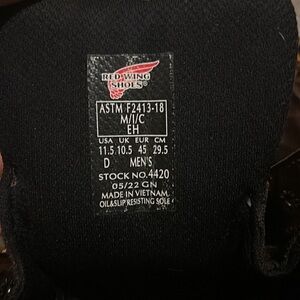 RED WING
SHOES
ASTM F2413-18
M/I/C
EH
USA UK EUR CM
11.5 10.5 45 29.5
D MEN'S
STOCK NO. 4420
05/22 GN
MADE IN VIETNAM
OIL&SLIP RESISTING SOLE